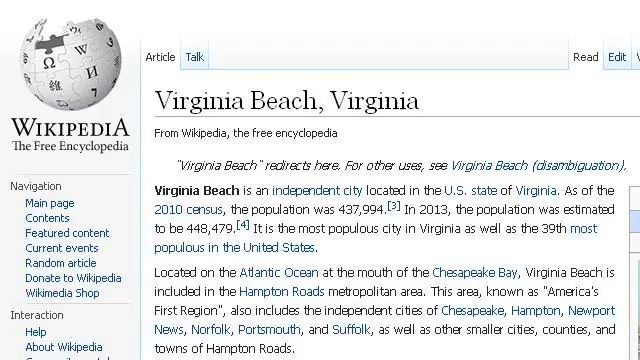 Article Talk Read Edit
Virginia Beach, Virginia
WIKIPEDIA
The Free Encyclopedia
From Wikipedia, the free encyclopedia
"Virginia Beach" redirects here. For other uses, see Virginia Beach (disambiguation).
Virginia Beach is an independent city located in the U.S. state of Virginia. As of the
2010 census, the population was 437,994.[3] In 2013, the population was estimated
to be 448,479.[4] It is the most populous city in Virginia as well as the 39th most
populous in the United States.
Located on the Atlantic Ocean at the mouth of the Chesapeake Bay, Virginia Beach is
included in the Hampton Roads metropolitan area. This area, known as "America's
First Region", also includes the independent cities of Chesapeake, Hampton, Newport
News, Norfolk, Portsmouth, and Suffolk, as well as other smaller cities, counties, and
towns of Hampton Roads.
Navigation
Main page
Contents
Featured content
Current events
Random article
Donate to Wikipedia
Wikimedia Shop
Interaction
Help
About Wikipedia